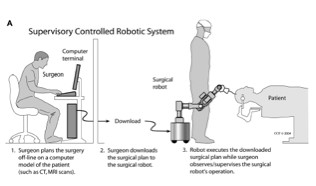 A
Supervisory Controlled Robotic System
Computer
terminal
Surgeon
Surgical
robot
Patient
Download
1. Surgeon plans the surgery
off-line on a computer
model of the patient
(such as CT, MRI scans).
2. Surgeon downloads
the surgical plan to
the surgical robot.
3. Robot executes the downloaded
surgical plan while surgeon
observes/supervises the surgical
robot's operation.